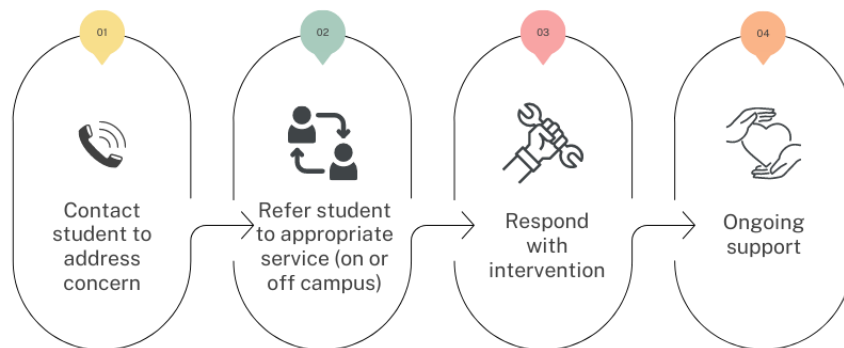 01
02
03
04
Contact
student to
address
concern
Refer student
to appropriate
service (on or
off campus)
Respond
with
intervention
Ongoing
support